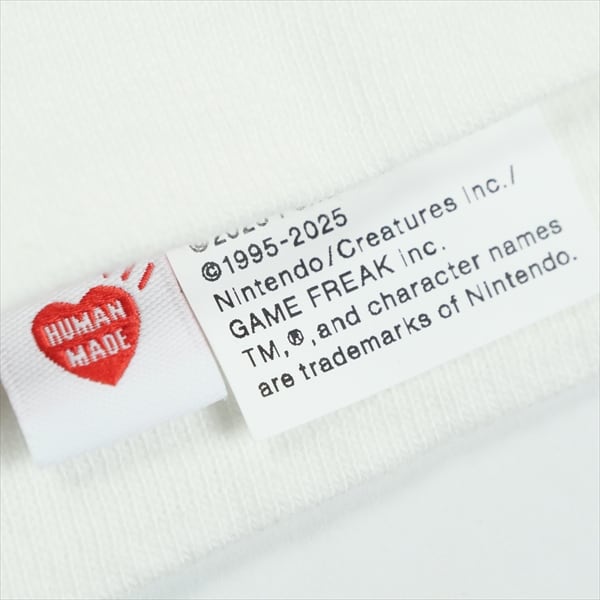 HUMAN
MADE
©1995-2025
Nintendo/Creatures Inc./
GAME FREAK inc.
TM,®,and character names
are trademarks of Nintendo.